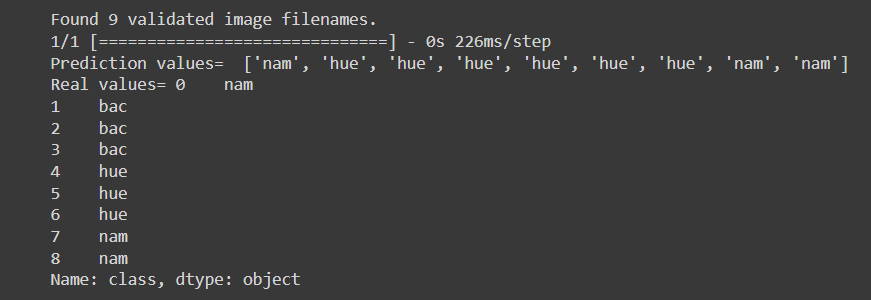 Found 9 validated image filenames.
1/1 [==============================] - 0s 226ms/step
Prediction values=  ['nam', 'hue', 'hue', 'hue', 'hue', 'hue', 'hue', 'nam', 'nam']
Real values= 0    nam
1    bac
2    bac
3    bac
4    hue
5    hue
6    hue
7    nam
8    nam
Name: class, dtype: object